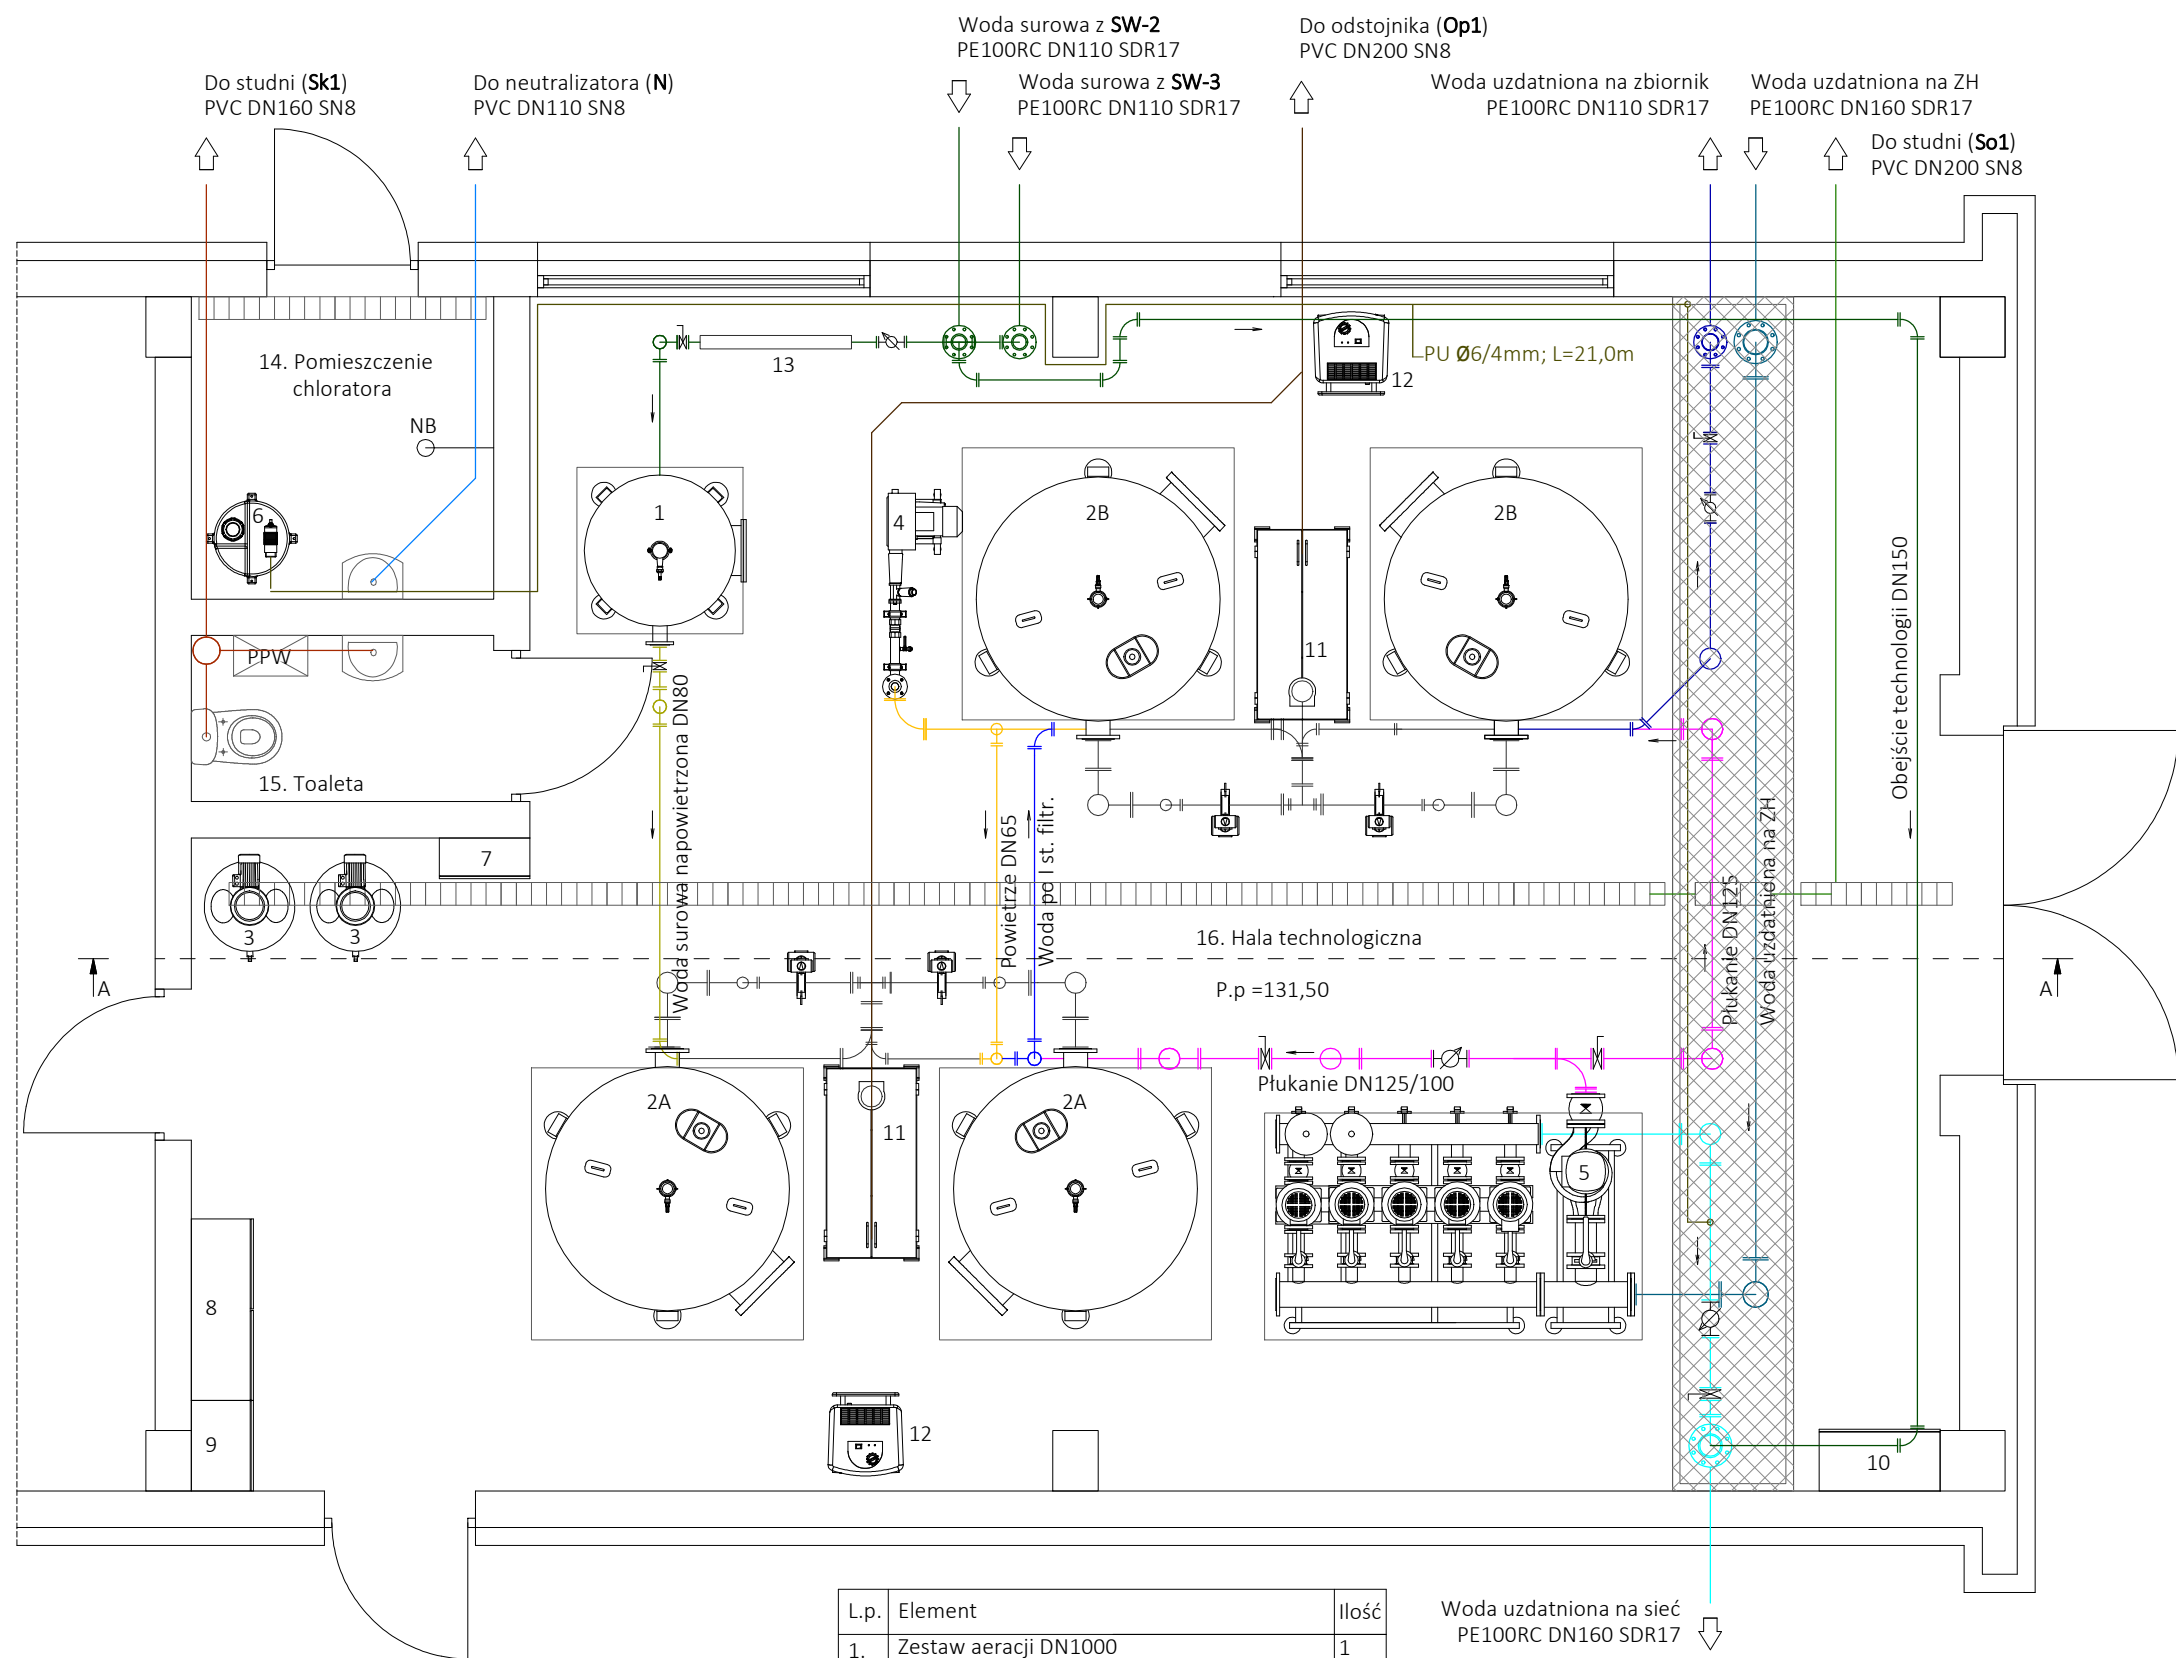 Woda surowa z SW-2
PE100RC DN110 SDR17
Do odstojnika (Op1)
PVC DN200 SN8
Do studni (Sk1)
PVC DN160 SN8
Do neutralizatora (N)
PVC DN110 SN8
Woda surowa z SW-3
PE100RC DN110 SDR17
Woda uzdatniona na zbiornik
PE100RC DN110 SDR17
Woda uzdatniona na ZH
PE100RC DN160 SDR17
Do studni (So1)
PVC DN200 SN8
14. Pomieszczenie
chloratora
13
PU Ø6/4mm; L=21,0m
12
NB
6
1
4
2B
2B
11
Obejście technologii DN150
PPW
15. Toaleta
Woda surowa napowietrzona DN80
Powietrze DN65
Woda po I st. filtr.
Płukanie DN125
Woda uzdatniona na ZH
7
3
3
16. Hala technologiczna
P.p =131,50
A
A
2A
11
2A
Płukanie DN125/100
5
8
9
12
10
L.p. Element Ilość
1. Zestaw aeracji DN1000 1
Woda uzdatniona na sieć
PE100RC DN160 SDR17